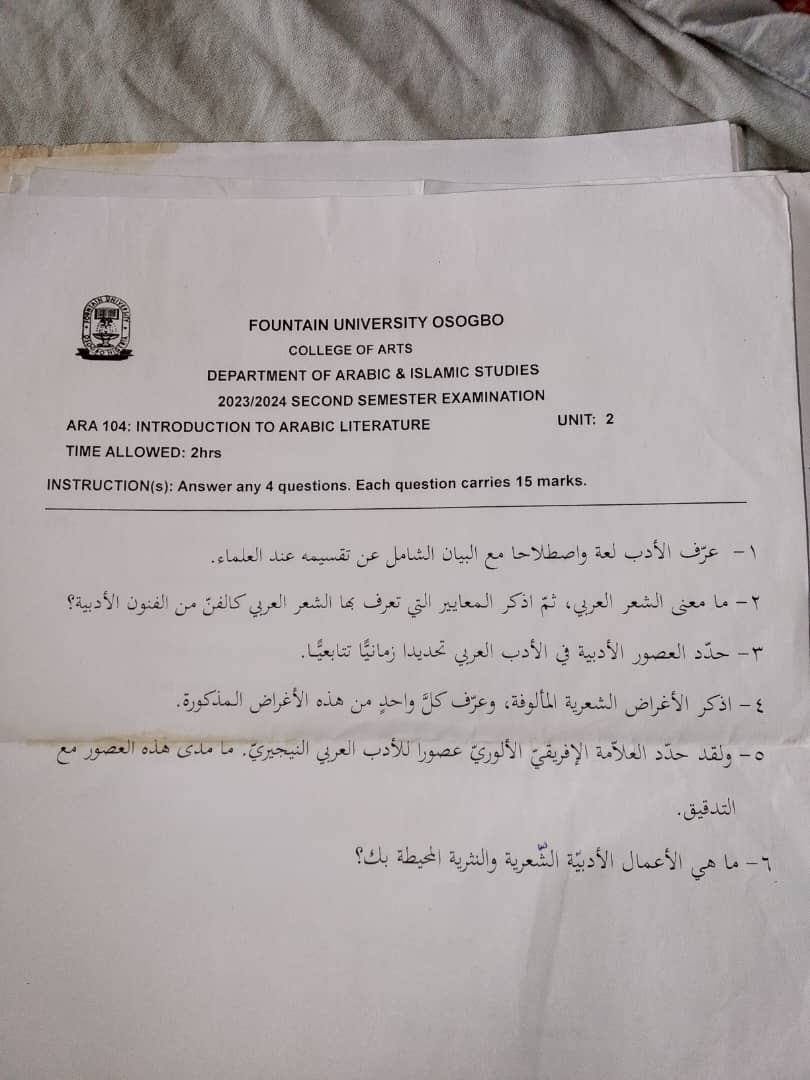 FOUNTAIN UNIVERSITY OSOGBO
COLLEGE OF ARTS
DEPARTMENT OF ARABIC & ISLAMIC STUDIES
2023/2024 SECOND SEMESTER EXAMINATION
ARA 104: INTRODUCTION TO ARABIC LITERATURE UNIT: 2
TIME ALLOWED: 2hrs
INSTRUCTION(s): Answer any 4 questions. Each question carries 15 marks.
١- عرّف الأدب لعة واصطلاحا مع البيان الشامل عن تقسيمه عند العلماء.
٢- ما معنى الشعر العربي، ثمّ اذكر المعايير التي تعرف بها الشعر العربي كالفنّ من الفنون الأدبية؟
٣- حدّد العصور الأدبية في الأدب العربي تحديدا زمانيًّا تتابعيًّا.
٤- اذكر الأغراض الشعرية المألوفة، وعرّف كلَّ واحدٍ من هذه الأغراض المذكورة.
٥- ولقد حدّد العلاّمة الإفريقيّ الألوريّ عصورا للأدب العربي النيجيريّ. ما مدى هذه العصور مع
التدقيق.
٦- ما هي الأعمال الأدبيّة الشّعرية والنثرية المحيطة بك؟